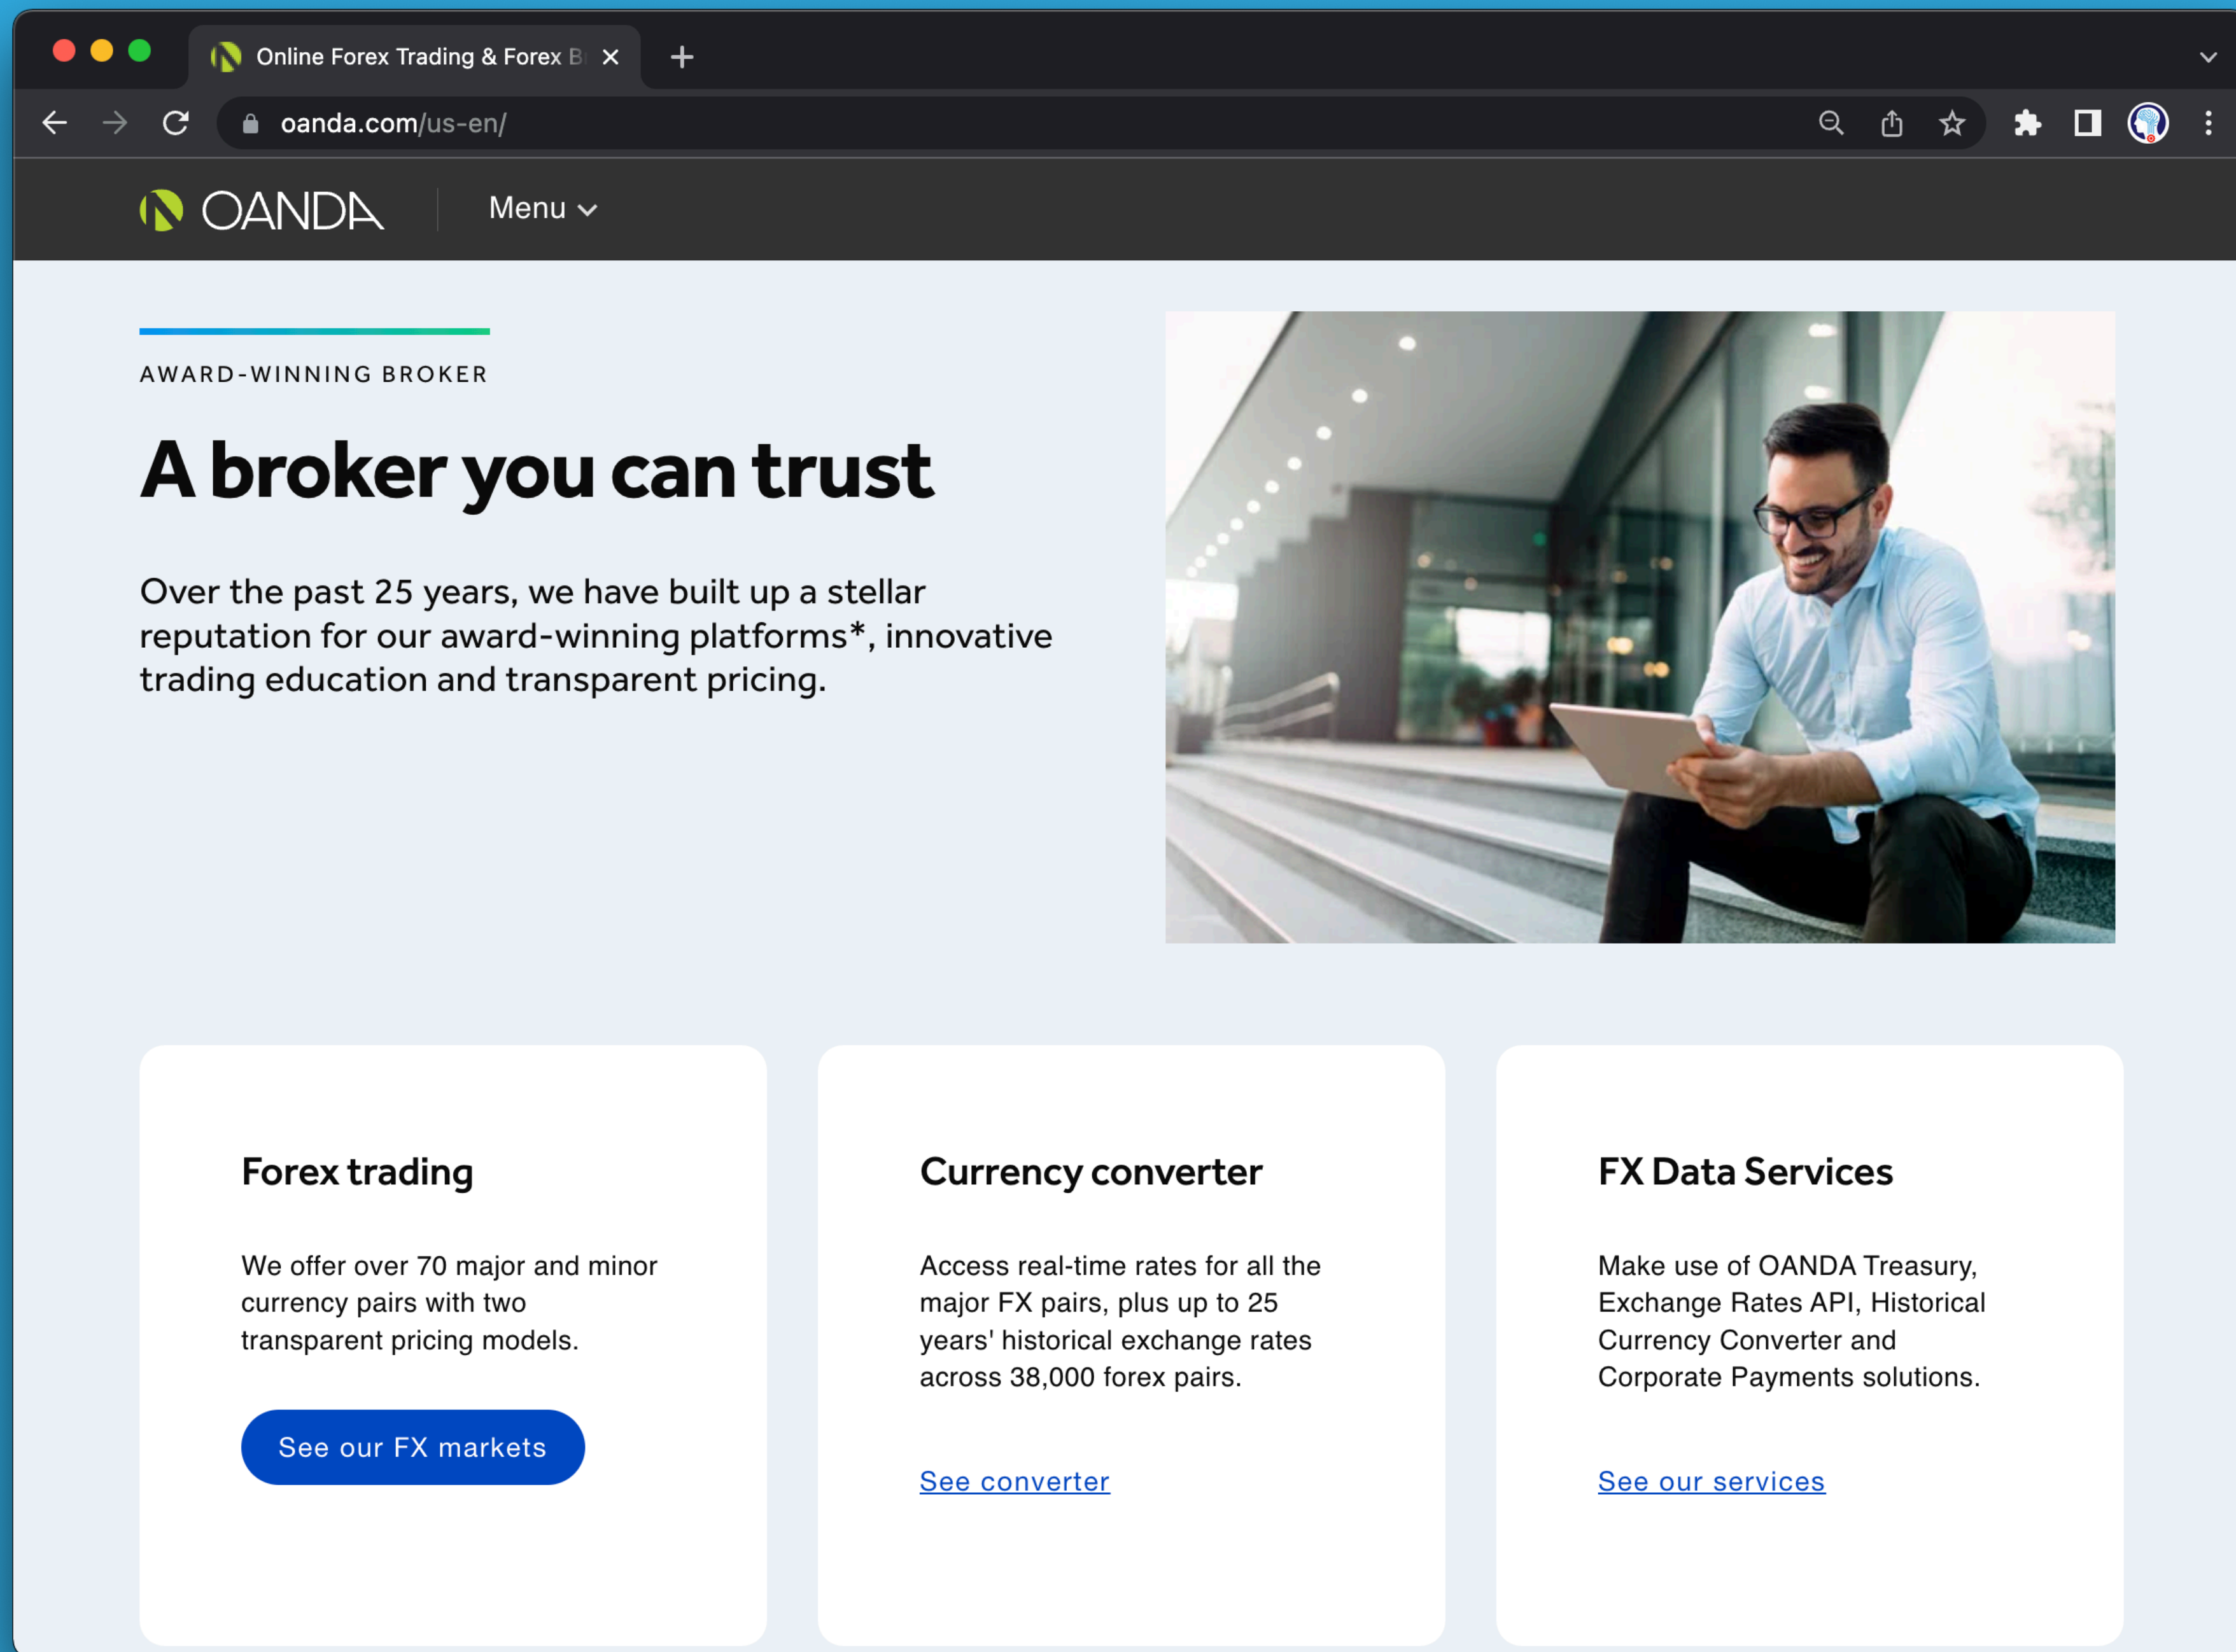 Online Forex Trading & Forex B
oanda.com/us-en/
OANDA
Menu
AWARD-WINNING BROKER
A broker you can trust
Over the past 25 years, we have built up a stellar
reputation for our award-winning platforms*, innovative
trading education and transparent pricing.
Forex trading
We offer over 70 major and minor
currency pairs with two
transparent pricing models.
See our FX markets
Currency converter
Access real-time rates for all the
major FX pairs, plus up to 25
years' historical exchange rates
across 38,000 forex pairs.
See converter
FX Data Services
Make use of OANDA Treasury,
Exchange Rates API, Historical
Currency Converter and
Corporate Payments solutions.
See our services